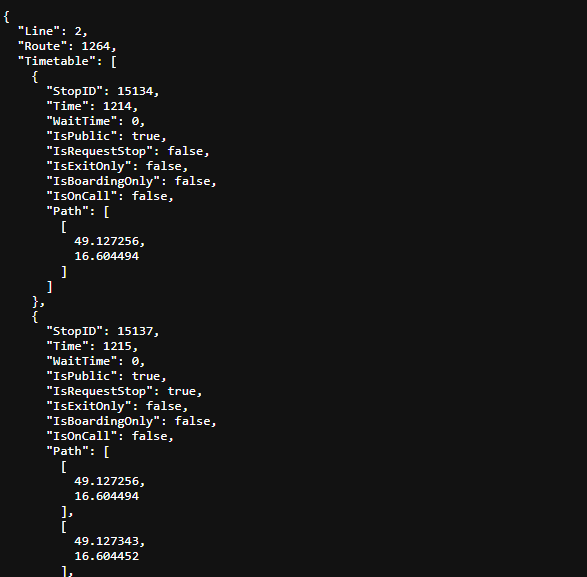 {
  "Line": 2,
  "Route": 1264,
  "Timetable": [
    {
      "StopID": 15134,
      "Time": 1214,
      "WaitTime": 0,
      "IsPublic": true,
      "IsRequestStop": false,
      "IsExitOnly": false,
      "IsBoardingOnly": false,
      "IsOnCall": false,
      "Path": [
        [
          49.127256,
          16.604494
        ]
      ]
    },
    {
      "StopID": 15137,
      "Time": 1215,
      "WaitTime": 0,
      "IsPublic": true,
      "IsRequestStop": true,
      "IsExitOnly": false,
      "IsBoardingOnly": false,
      "IsOnCall": false,
      "Path": [
        [
          49.127256,
          16.604494
        ],
        [
          49.127343,
          16.604452
        ],